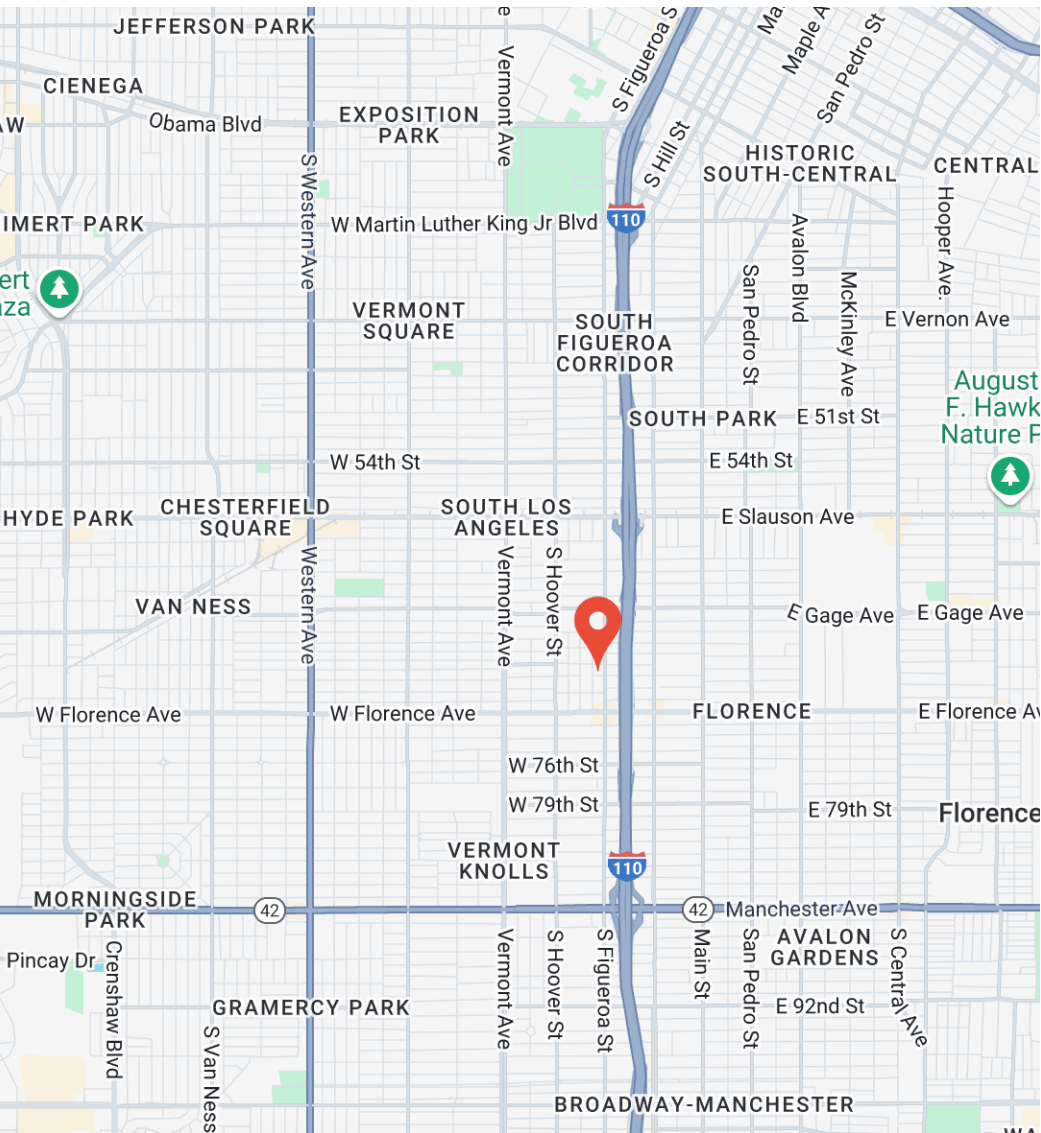 JEFFERSON PARK
S Figueroa S
Maple A
San Pedro St
CIENEGA
Vermont Ave
AW
Obama Blvd
EXPOSITION
PARK
S Hill St
HISTORIC
SOUTH-CENTRAL
CENTRAL
S Western Ave
IMERT PARK
W Martin Luther King Jr Blvd
110
Hooper Ave.
Avalon Blvd
San Pedro St
McKinley Ave
ert
aza
VERMONT
SQUARE
SOUTH
FIGUEROA
CORRIDOR
E Vernon Ave
August
F. Hawk
Nature P
SOUTH PARK
E 51st St
W 54th St
E 54th St
HYDE PARK
CHESTERFIELD
SQUARE
SOUTH LOS
ANGELES
E Slauson Ave
Western Ave
Vermont Ave
S Hoover St
VAN NESS
E Gage Ave
E Gage Ave
W Florence Ave
W Florence Ave
FLORENCE
E Florence Av
W 76th St
W 79th St
E 79th St
Florence
VERMONT
KNOLLS
110
MORNINGSIDE
PARK
42
42
Manchester Ave
Pincay Dr
Crenshaw Blvd
Vermont Ave
S Hoover St
S Figueroa St
Main St
San Pedro St
AVALON
GARDENS
S Central Ave
GRAMERCY PARK
E 92nd St
S Van Ness
BROADWAY-MANCHESTER